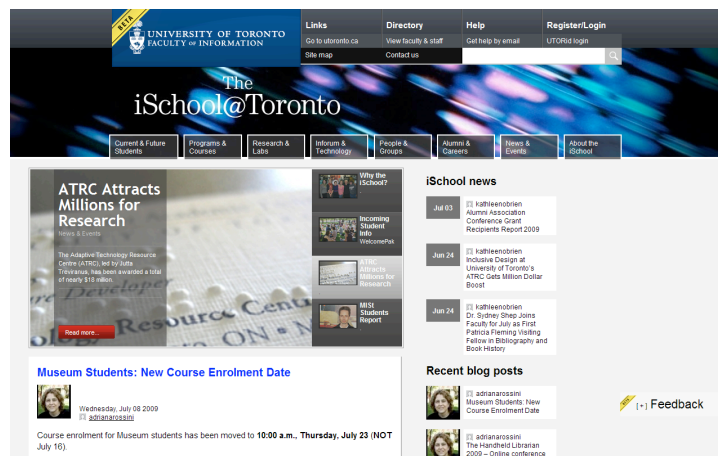 BETA
UNIVERSITY OF TORONTO
FACULTY OF INFORMATION
Links
Directory
Help
Register/Login
Go to utoronto.ca
View faculty & staff
Get help by email
UTORid login
Site map
Contact us
The
iSchool@Toronto
Current & Future
Students
Programs &
Courses
Research &
Labs
Inforum &
Technology
People &
Groups
Alumni &
Careers
News &
Events
About the
iSchool
ATRC Attracts
Millions for
Research
News & Events
The Adaptive Technology Resource
Centre (ATRC), led by Jutta
Treviranus, has been awarded a total
of nearly $18 million.
Read more...
Developer
Resource Centre
ON
Why the
iSchool?
Incoming
Student
Info
WelcomePak
ATRC
Attracts
Millions for
Research
MISt
Students
Report
iSchool news
Jul 03
kathleenobrien
Alumni Association
Conference Grant
Recipients Report 2009
Jun 24
kathleenobrien
Inclusive Design at
University of Toronto's
ATRC Gets Million Dollar
Boost
Jun 24
kathleenobrien
Dr. Sydney Shep Joins
Faculty for July as First
Patricia Fleming Visiting
Fellow in Bibliography and
Book History
Museum Students: New Course Enrolment Date
Wednesday, July 08 2009
adrianarossini
Course enrolment for Museum students has been moved to 10:00 a.m., Thursday, July 23 (NOT
July 16).
Recent blog posts
adrianarossini
Museum Students: New
Course Enrolment Date
adrianarossini
The Handheld Librarian
2009 – Online conference
BETA
[+] Feedback